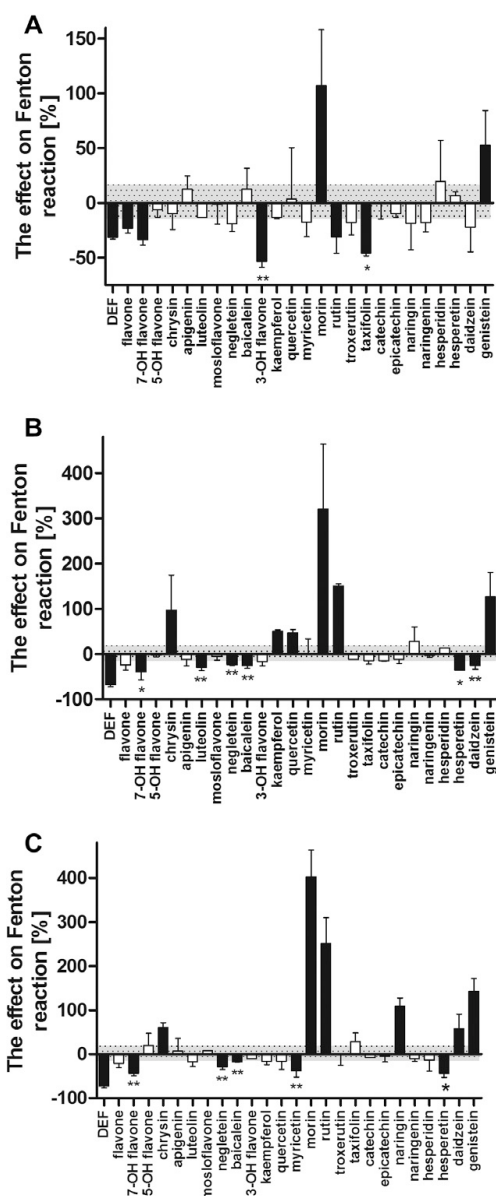 A
The effect on Fenton
reaction [%]
150
100
50
0
-50
**
*
DEF
flavone
7-OH flavone
5-OH flavone
chrysin
apigenin
luteolin
mosloflavone
negletein
baicalein
3-OH flavone
kaempferol
quercetin
myricetin
morin
rutin
troxerutin
taxifolin
catechin
epicatechin
naringin
naringenin
hesperidin
hesperetin
daidzein
genistein
B
The effect on Fenton
reaction [%]
400
300
200
100
0
-100
*
**
**
**
*
**
DEF
flavone
7-OH flavone
5-OH flavone
chrysin
apigenin
luteolin
mosloflavone
negletein
baicalein
3-OH flavone
kaempferol
quercetin
myricetin
morin
rutin
troxerutin
taxifolin
catechin
epicatechin
naringin
naringenin
hesperidin
hesperetin
daidzein
genistein
C
The effect on Fenton
reaction [%]
400
300
200
100
0
-100
**
**
**
**
*
DEF
flavone
7-OH flavone
5-OH flavone
chrysin
apigenin
luteolin
mosloflavone
negletein
baicalein
3-OH flavone
kaempferol
quercetin
myricetin
morin
rutin
troxerutin
taxifolin
catechin
epicatechin
naringin
naringenin
hesperidin
hesperetin
daidzein
genistein